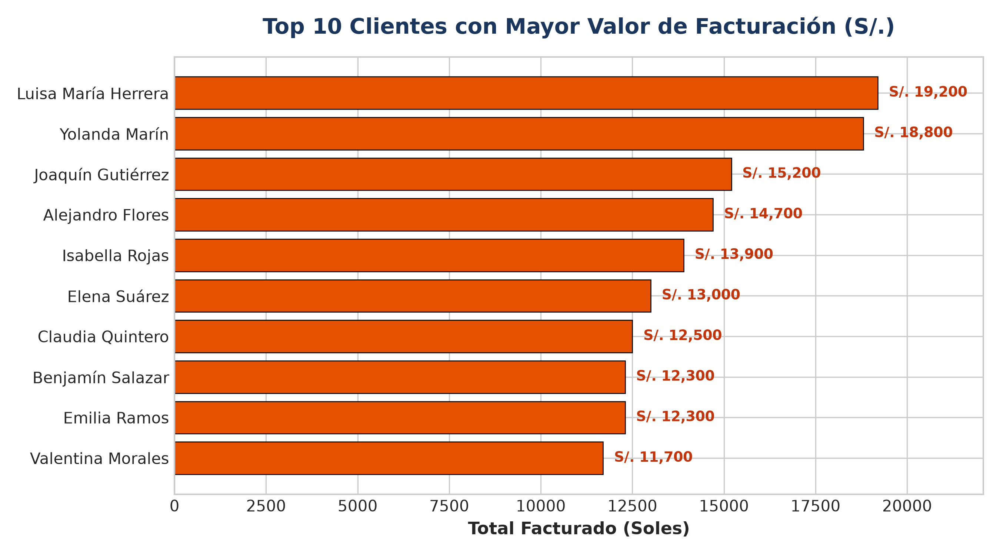 Top 10 Clientes con Mayor Valor de Facturación (S/.)
Luisa María Herrera S/. 19,200
Yolanda Marín S/. 18,800
Joaquín Gutiérrez S/. 15,200
Alejandro Flores S/. 14,700
Isabella Rojas S/. 13,900
Elena Suárez S/. 13,000
Claudia Quintero S/. 12,500
Benjamín Salazar S/. 12,300
Emilia Ramos S/. 12,300
Valentina Morales S/. 11,700
0 2500 5000 7500 10000 12500 15000 17500 20000
Total Facturado (Soles)